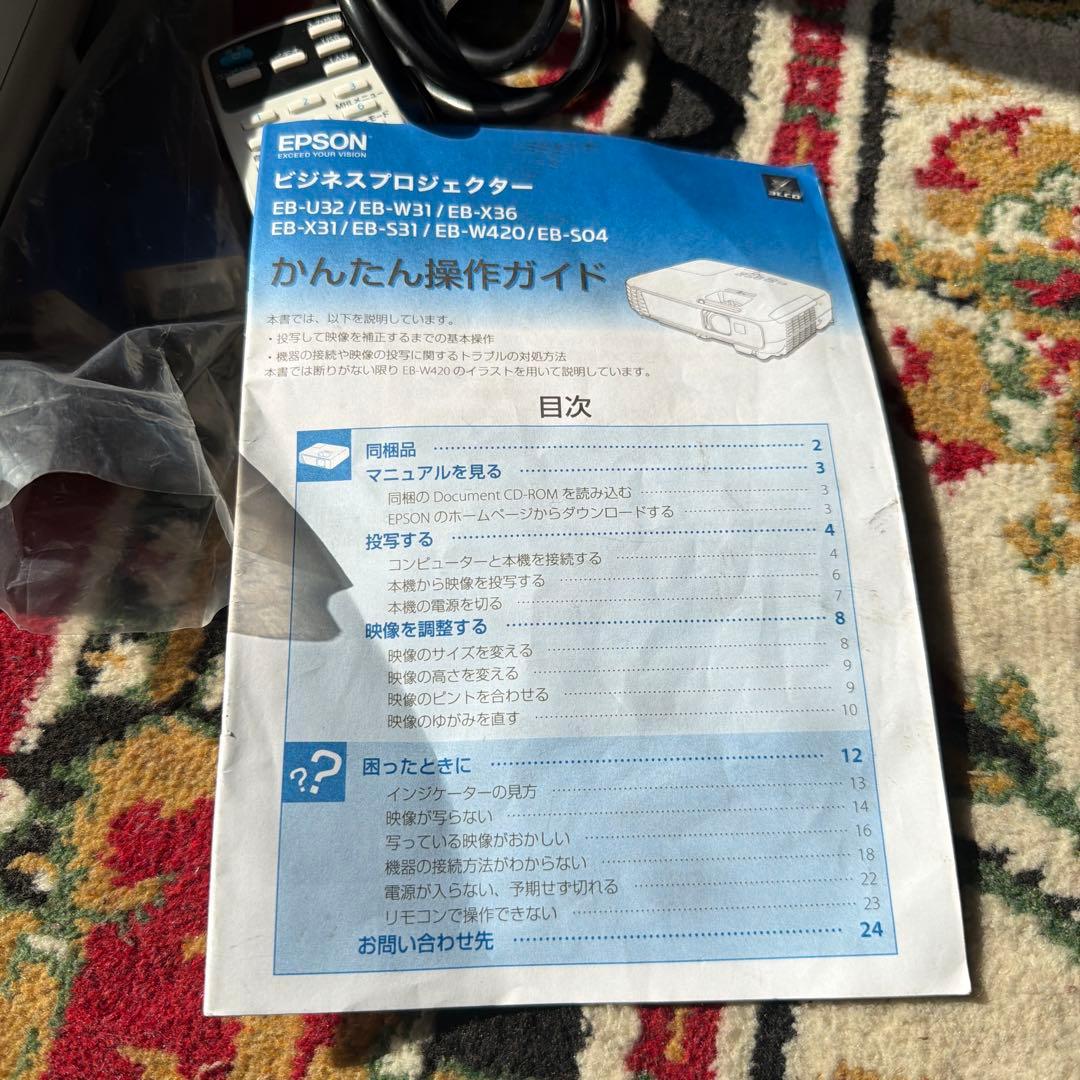 2
3
MHLメニュー
6
モード
EPSON
EXCEED YOUR VISION
ビジネスプロジェクター
3LCD
EB-U32 / EB-W31 / EB-X36
EB-X31 / EB-S31 / EB-W420 / EB-S04
かんたん操作ガイド
本書では、以下を説明しています。
・投写して映像を補正するまでの基本操作
・機器の接続や映像の投写に関するトラブルの対処方法
本書では断りがない限り EB-W420 のイラストを用いて説明しています。
目次
同梱品 2
マニュアルを見る 3
同梱の Document CD-ROM を読み込む 3
EPSON のホームページからダウンロードする 3
投写する 4
コンピューターと本機を接続する 4
本機から映像を投写する 6
本機の電源を切る 7
映像を調整する 8
映像のサイズを変える 8
映像の高さを変える 9
映像のピントを合わせる 9
映像のゆがみを直す 10
??
困ったときに 12
インジケーターの見方 13
映像が写らない 14
写っている映像がおかしい 16
機器の接続方法がわからない 18
電源が入らない、予期せず切れる 22
リモコンで操作できない 23
お問い合わせ先 24